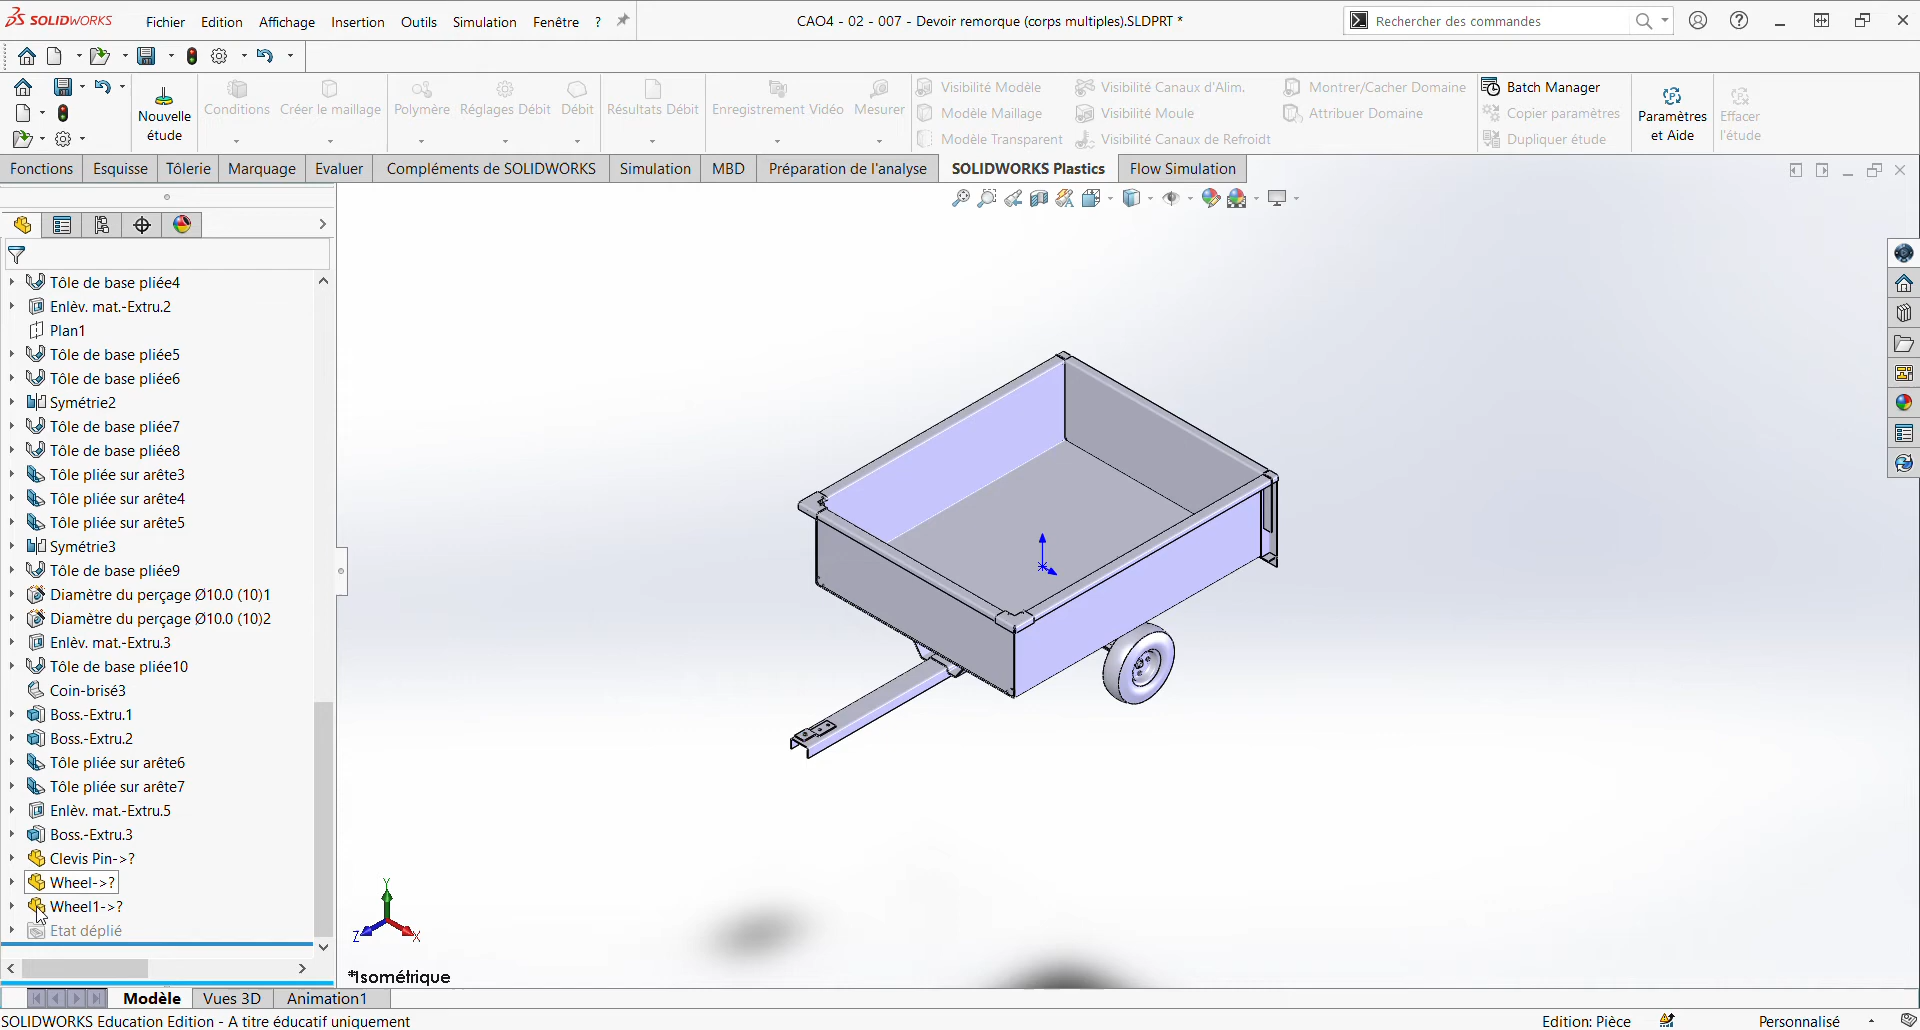 SOLIDWORKS Fichier Edition Affichage Insertion Outils Simulation Fenêtre ? CAO4 - 02 - 007 - Devoir remorque (corps multiples).SLDPRT * Rechercher des commandes
Nouvelle étude
Conditions Créer le maillage Polymère Réglages Débit Débit Résultats Débit Enregistrement Vidéo Mesurer
Visibilité Modèle Visibilité Canaux d'Alim. Montrer/Cacher Domaine Batch Manager
Modèle Maillage Visibilité Moule Attribuer Domaine Copier paramètres
Modèle Transparent Visibilité Canaux de Refroidt Dupliquer étude
Paramètres et Aide
Effacer l'étude
Fonctions Esquisse Tôlerie Marquage Evaluer Compléments de SOLIDWORKS Simulation MBD Préparation de l'analyse SOLIDWORKS Plastics Flow Simulation
Tôle de base pliée4
Enlèv. mat.-Extru.2
Plan1
Tôle de base pliée5
Tôle de base pliée6
Symétrie2
Tôle de base pliée7
Tôle de base pliée8
Tôle pliée sur arête3
Tôle pliée sur arête4
Tôle pliée sur arête5
Symétrie3
Tôle de base pliée9
Diamètre du perçage Ø10.0 (10)1
Diamètre du perçage Ø10.0 (10)2
Enlèv. mat.-Extru.3
Tôle de base pliée10
Coin-brisé3
Boss.-Extru.1
Boss.-Extru.2
Tôle pliée sur arête6
Tôle pliée sur arête7
Enlèv. mat.-Extru.5
Boss.-Extru.3
Clevis Pin->?
Wheel->?
Wheel1->?
Etat déplié
Y
Z X
*Isométrique
Modèle Vues 3D Animation1
SOLIDWORKS Education Edition - A titre éducatif uniquement Edition: Pièce Personnalisé